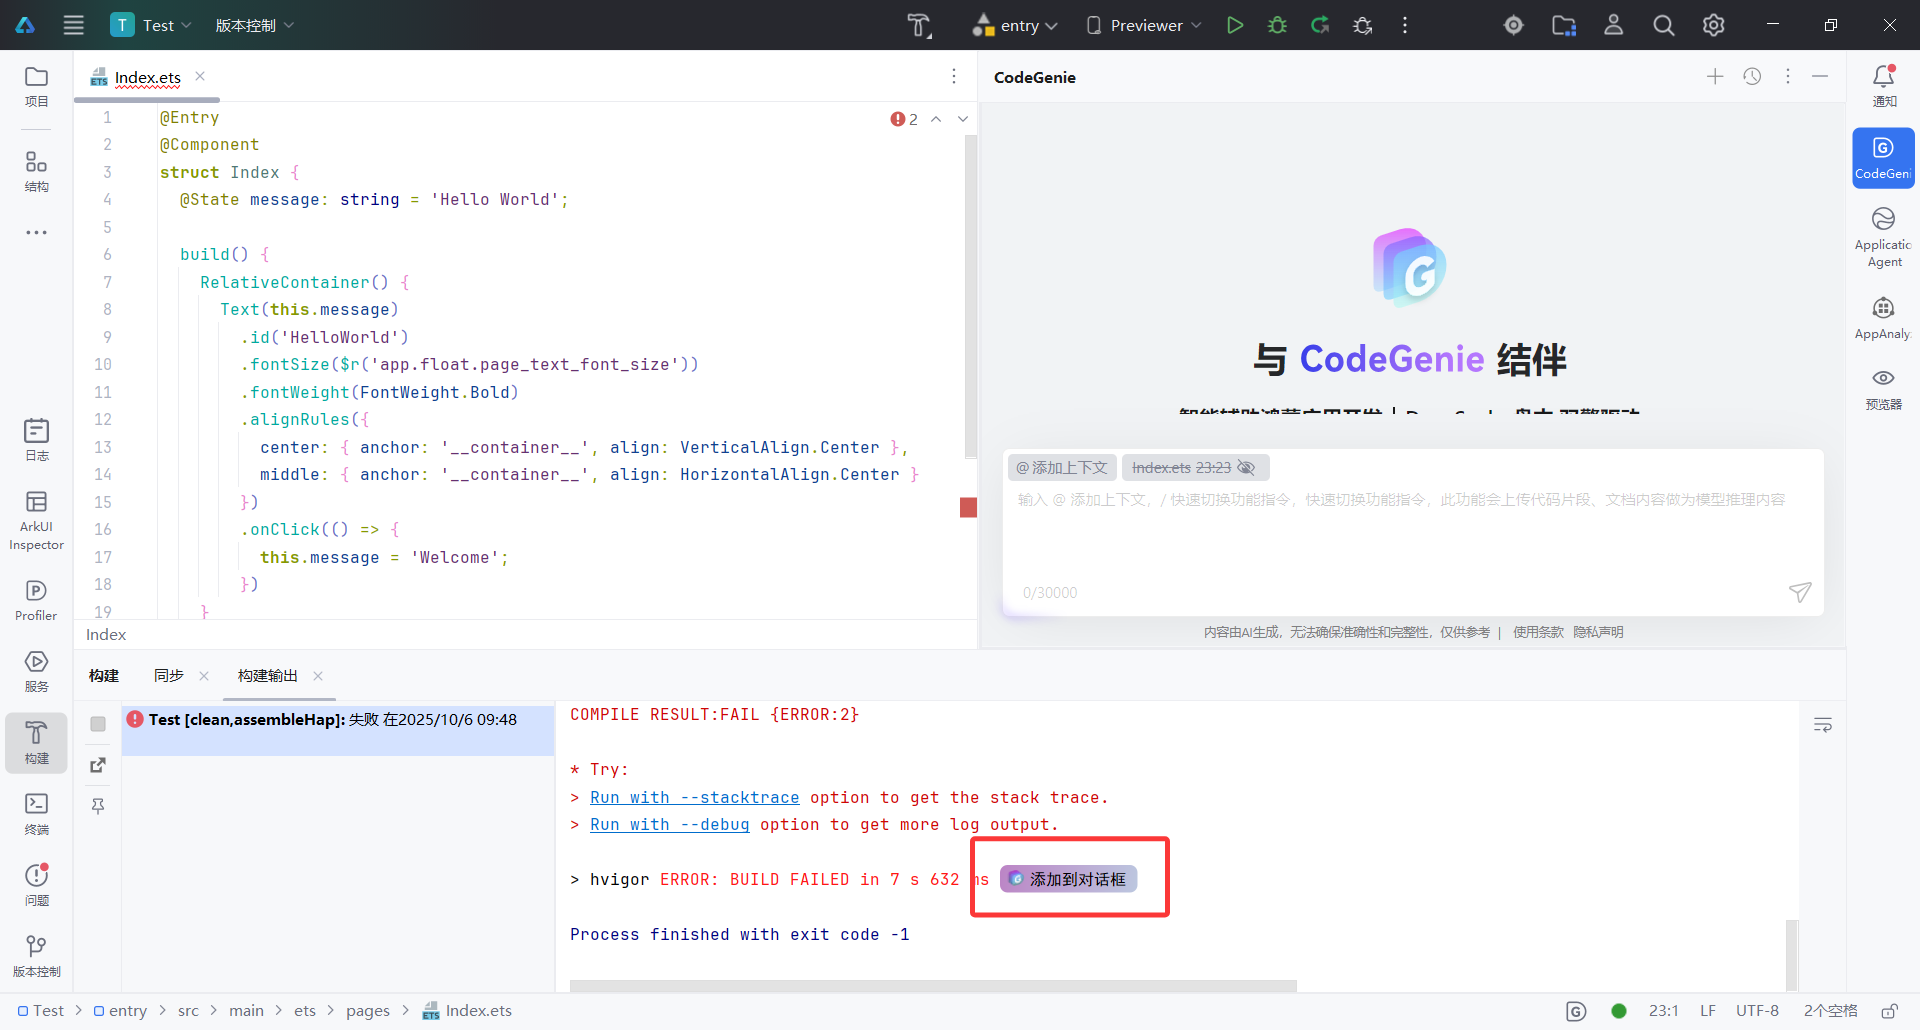 T Test 版本控制 entry Previewer
项目
结构
日志
ArkUI
Inspector
Profiler
服务
构建
终端
问题
版本控制
ETS Index.ets
2
1 @Entry
2 @Component
3 struct Index {
4 @State message: string = 'Hello World';
5
6 build() {
7 RelativeContainer() {
8 Text(this.message)
9 .id('HelloWorld')
10 .fontSize($r('app.float.page_text_font_size'))
11 .fontWeight(FontWeight.Bold)
12 .alignRules({
13 center: { anchor: '__container__', align: VerticalAlign.Center },
14 middle: { anchor: '__container__', align: HorizontalAlign.Center }
15 })
16 .onClick(() => {
17 this.message = 'Welcome';
18 })
19 }
Index
CodeGenie
与 CodeGenie 结伴
智能辅助鸿蒙应用开发 |
@ 添加上下文 Index.ets 23:23
输入 @ 添加上下文，/ 快速切换功能指令，快速切换功能指令，此功能会上传代码片段、文档内容做为模型推理内容
0/30000
内容由AI生成，无法确保准确性和完整性，仅供参考 | 使用条款 隐私声明
通知
CodeGeni
Applicatic
Agent
AppAnaly
预览器
构建 同步 构建输出
Test [clean,assembleHap]: 失败 在2025/10/6 09:48
COMPILE RESULT:FAIL {ERROR:2}
* Try:
> Run with --stacktrace option to get the stack trace.
> Run with --debug option to get more log output.
> hvigor ERROR: BUILD FAILED in 7 s 632 ms 添加到对话框
Process finished with exit code -1
Test > entry > src > main > ets > pages > ETS Index.ets
23:1 LF UTF-8 2个空格